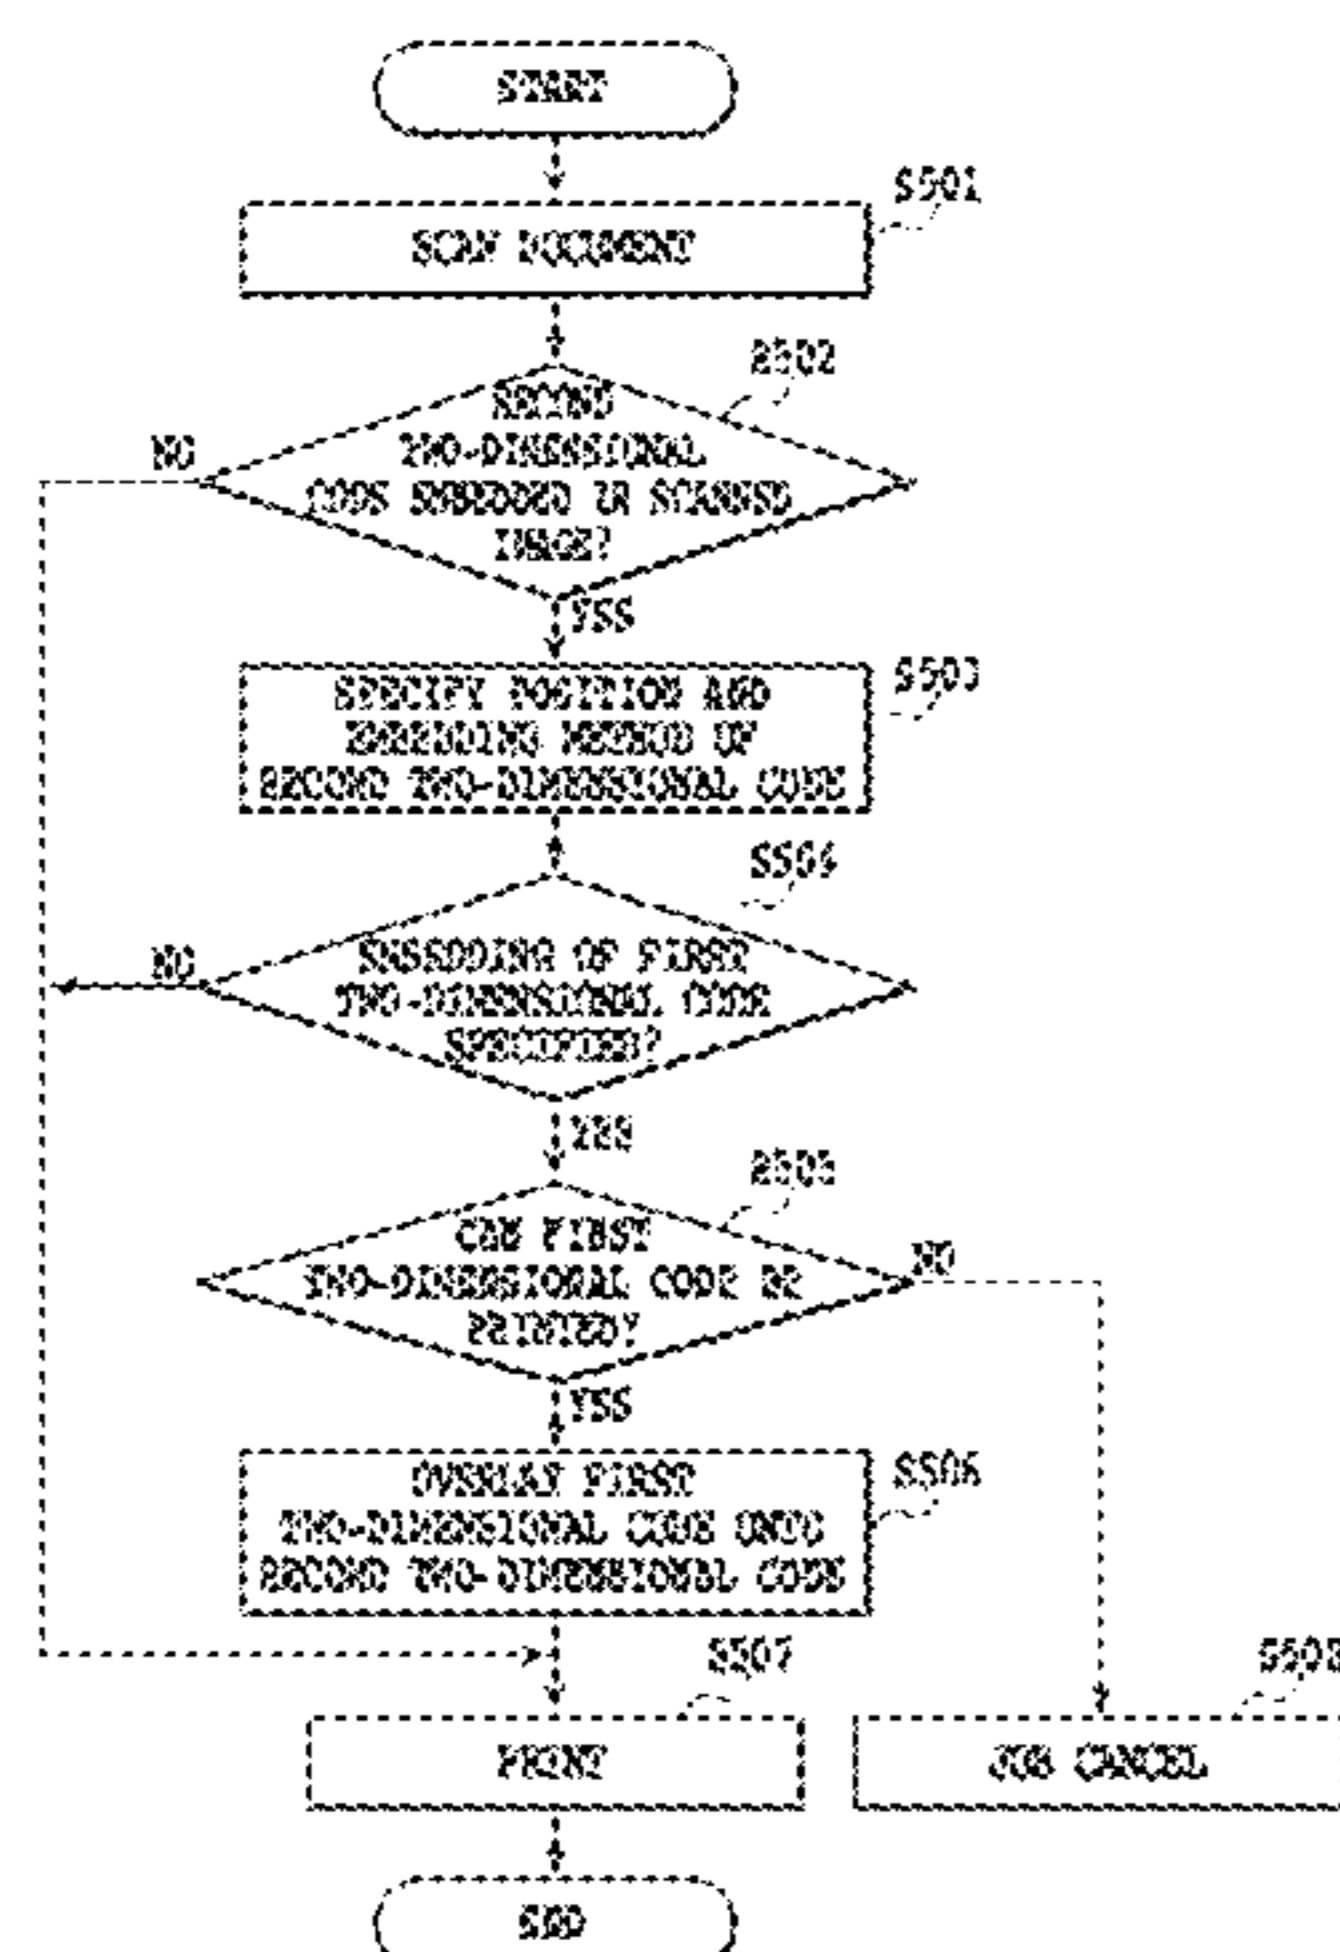 START
S501
SCAN DOCUMENT
S502
SECOND
NO
TWO-DIMENSIONAL
CODE EMBEDDED IN SCANNED
IMAGE?
YES
S503
SPECIFY POSITION AND
EMBEDDING METHOD OF
SECOND TWO-DIMENSIONAL CODE
S504
NO
EMBEDDING OF FIRST
TWO-DIMENSIONAL CODE
SPECIFIED?
YES
S505
CAN FIRST
NO
TWO-DIMENSIONAL CODE BE
PRINTED?
YES
S506
OVERLAY FIRST
TWO-DIMENSIONAL CODE ONTO
SECOND TWO-DIMENSIONAL CODE
S507
S508
PRINT
JOB CANCEL
END